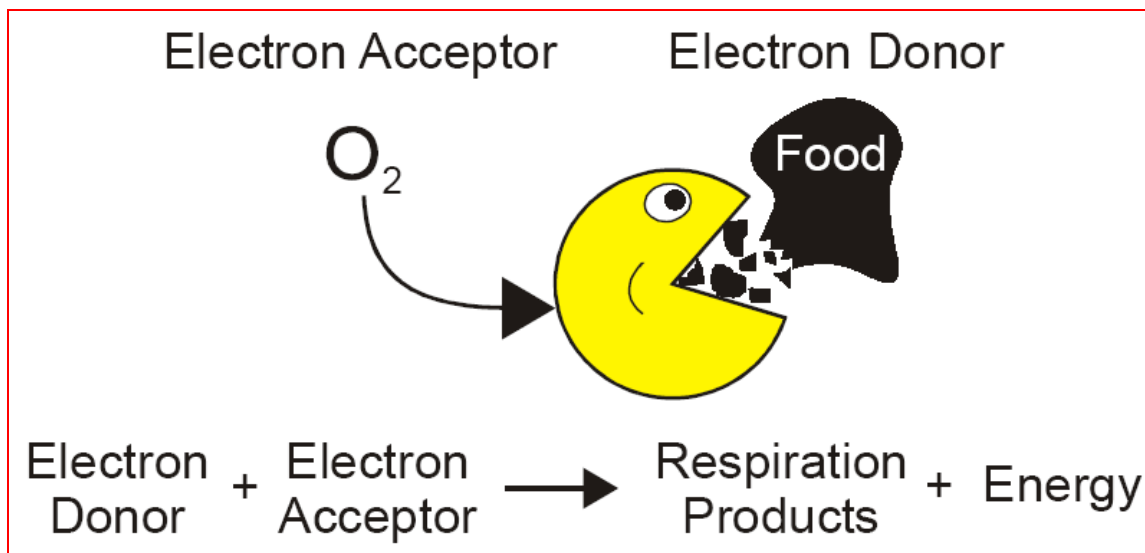 Electron Acceptor
Electron Donor
O₂
Food
Electron Donor + Electron Acceptor → Respiration Products + Energy